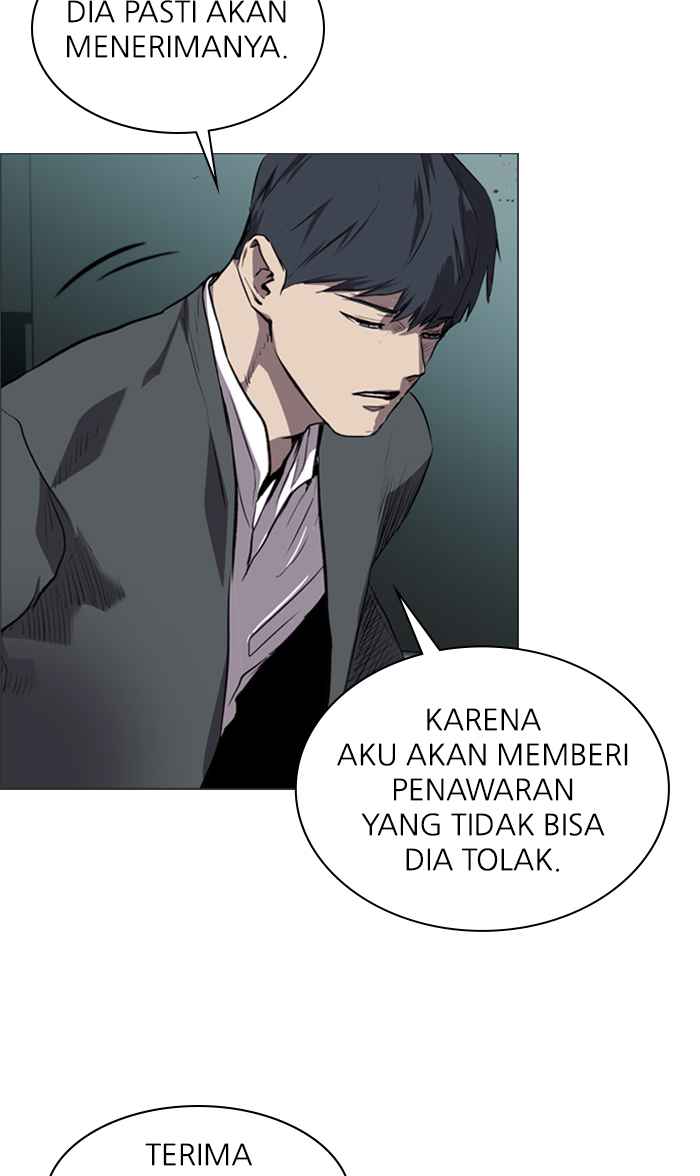 DIA PASTI AKAN
MENERIMANYA.
KARENA
AKU AKAN MEMBERI
PENAWARAN
YANG TIDAK BISA
DIA TOLAK.
TERIMA